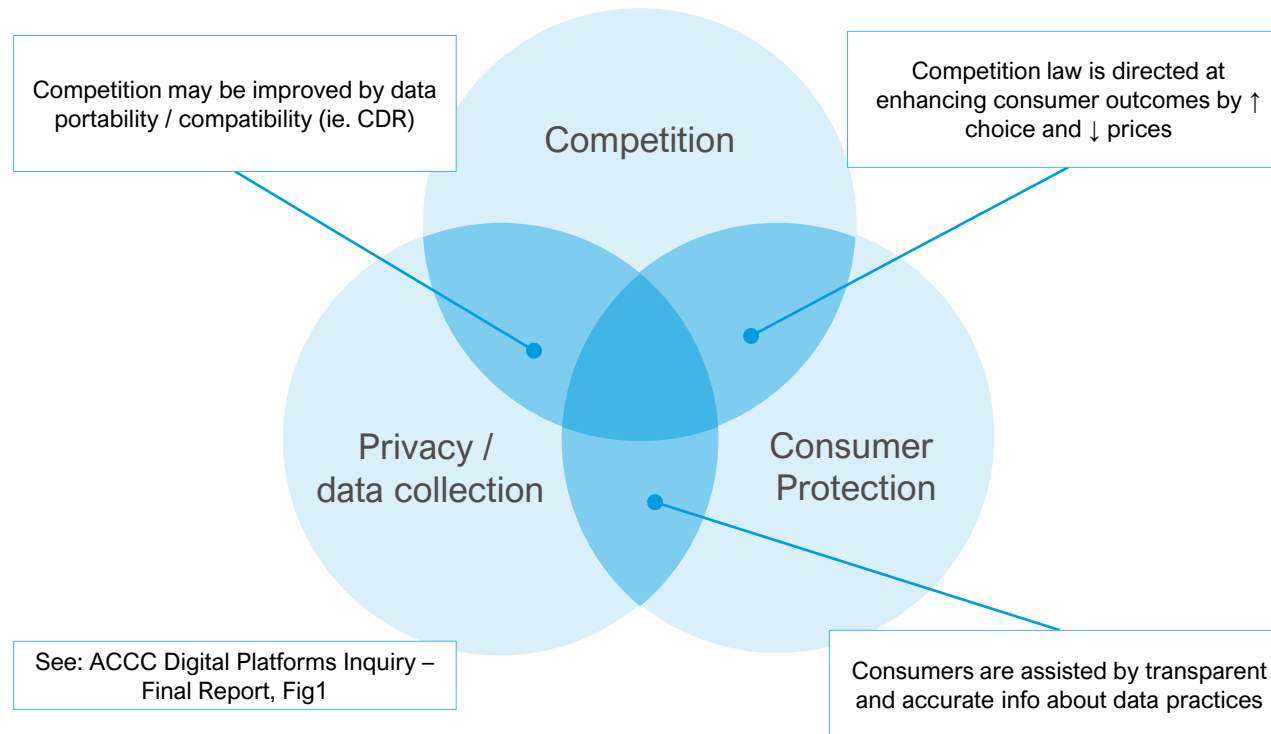 Competition may be improved by data
portability / compatibility (ie. CDR)
Competition law is directed at
enhancing consumer outcomes by ↑
choice and ↓ prices
Competition
Privacy /
data collection
Consumer
Protection
See: ACCC Digital Platforms Inquiry –
Final Report, Fig1
Consumers are assisted by transparent
and accurate info about data practices